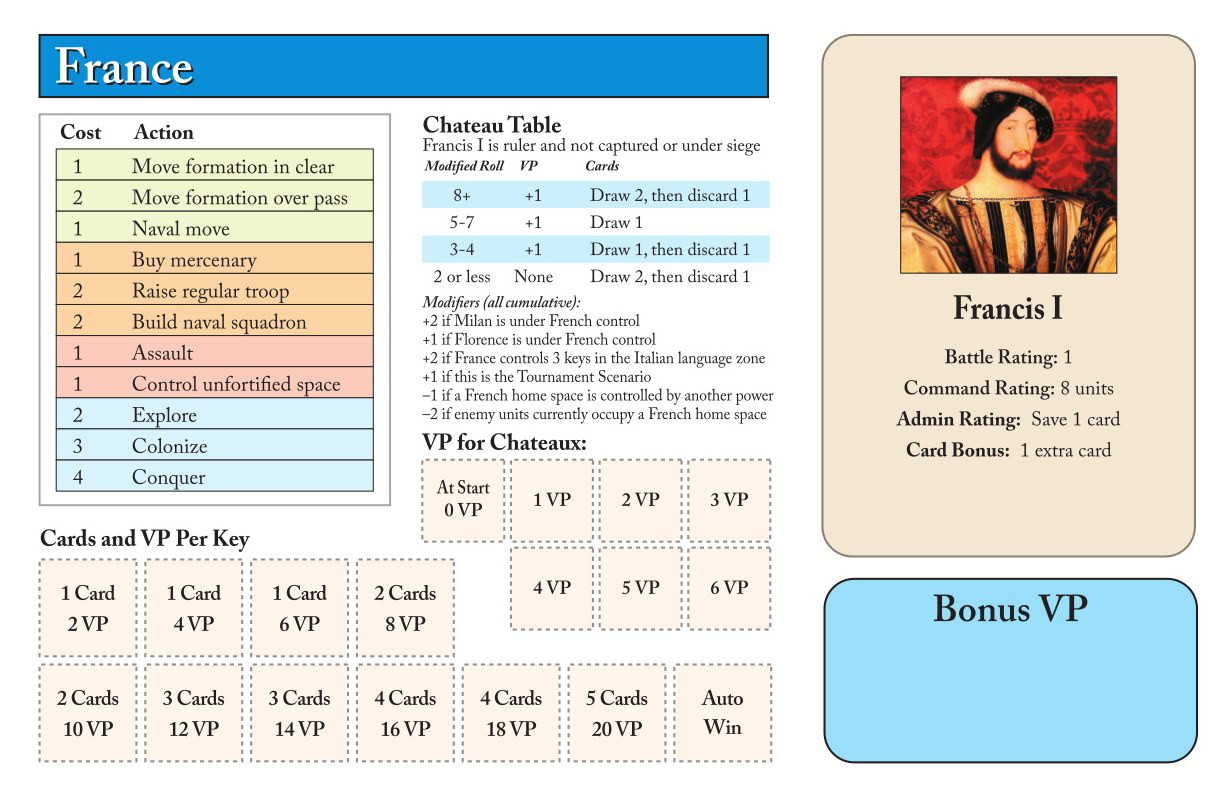 France
Cost Action
1 Move formation in clear
2 Move formation over pass
1 Naval move
1 Buy mercenary
2 Raise regular troop
2 Build naval squadron
1 Assault
1 Control unfortified space
2 Explore
3 Colonize
4 Conquer
Chateau Table
Francis I is ruler and not captured or under siege
Modified Roll VP Cards
8+ +1 Draw 2, then discard 1
5-7 +1 Draw 1
3-4 +1 Draw 1, then discard 1
2 or less None Draw 2, then discard 1
Modifiers (all cumulative):
+2 if Milan is under French control
+1 if Florence is under French control
+2 if France controls 3 keys in the Italian language zone
+1 if this is the Tournament Scenario
–1 if a French home space is controlled by another power
–2 if enemy units currently occupy a French home space
VP for Chateaux:
At Start
0 VP
1 VP
2 VP
3 VP
4 VP
5 VP
6 VP
Cards and VP Per Key
1 Card
2 VP
1 Card
4 VP
1 Card
6 VP
2 Cards
8 VP
2 Cards
10 VP
3 Cards
12 VP
3 Cards
14 VP
4 Cards
16 VP
4 Cards
18 VP
5 Cards
20 VP
Auto
Win
Francis I
Battle Rating: 1
Command Rating: 8 units
Admin Rating: Save 1 card
Card Bonus: 1 extra card
Bonus VP